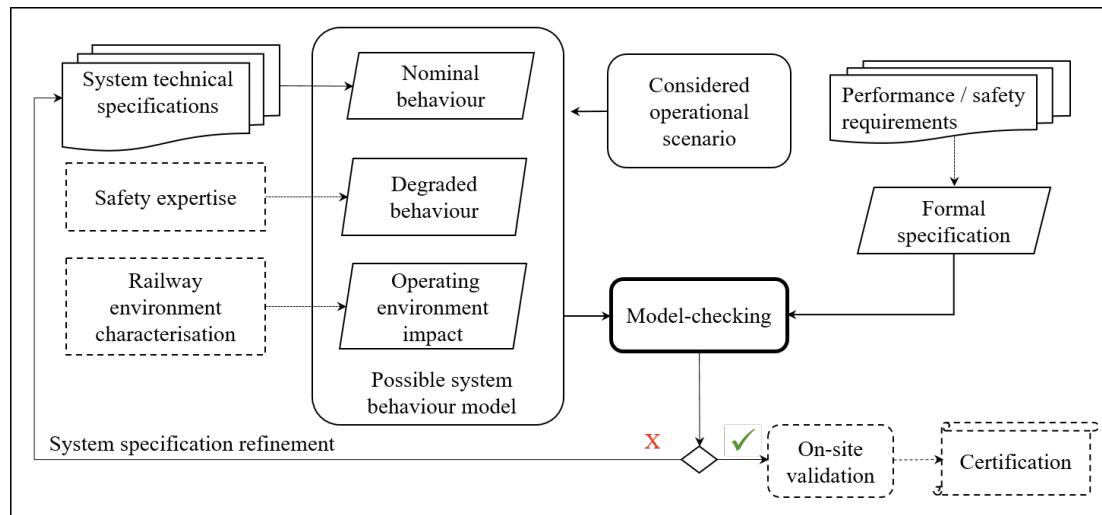 System technical
specifications
Nominal
behaviour
Considered
operational
scenario
Performance / safety
requirements
Safety expertise
Degraded
behaviour
Formal
specification
Railway
environment
characterisation
Operating
environment
impact
Model-checking
Possible system
behaviour model
System specification refinement
X
On-site
validation
Certification